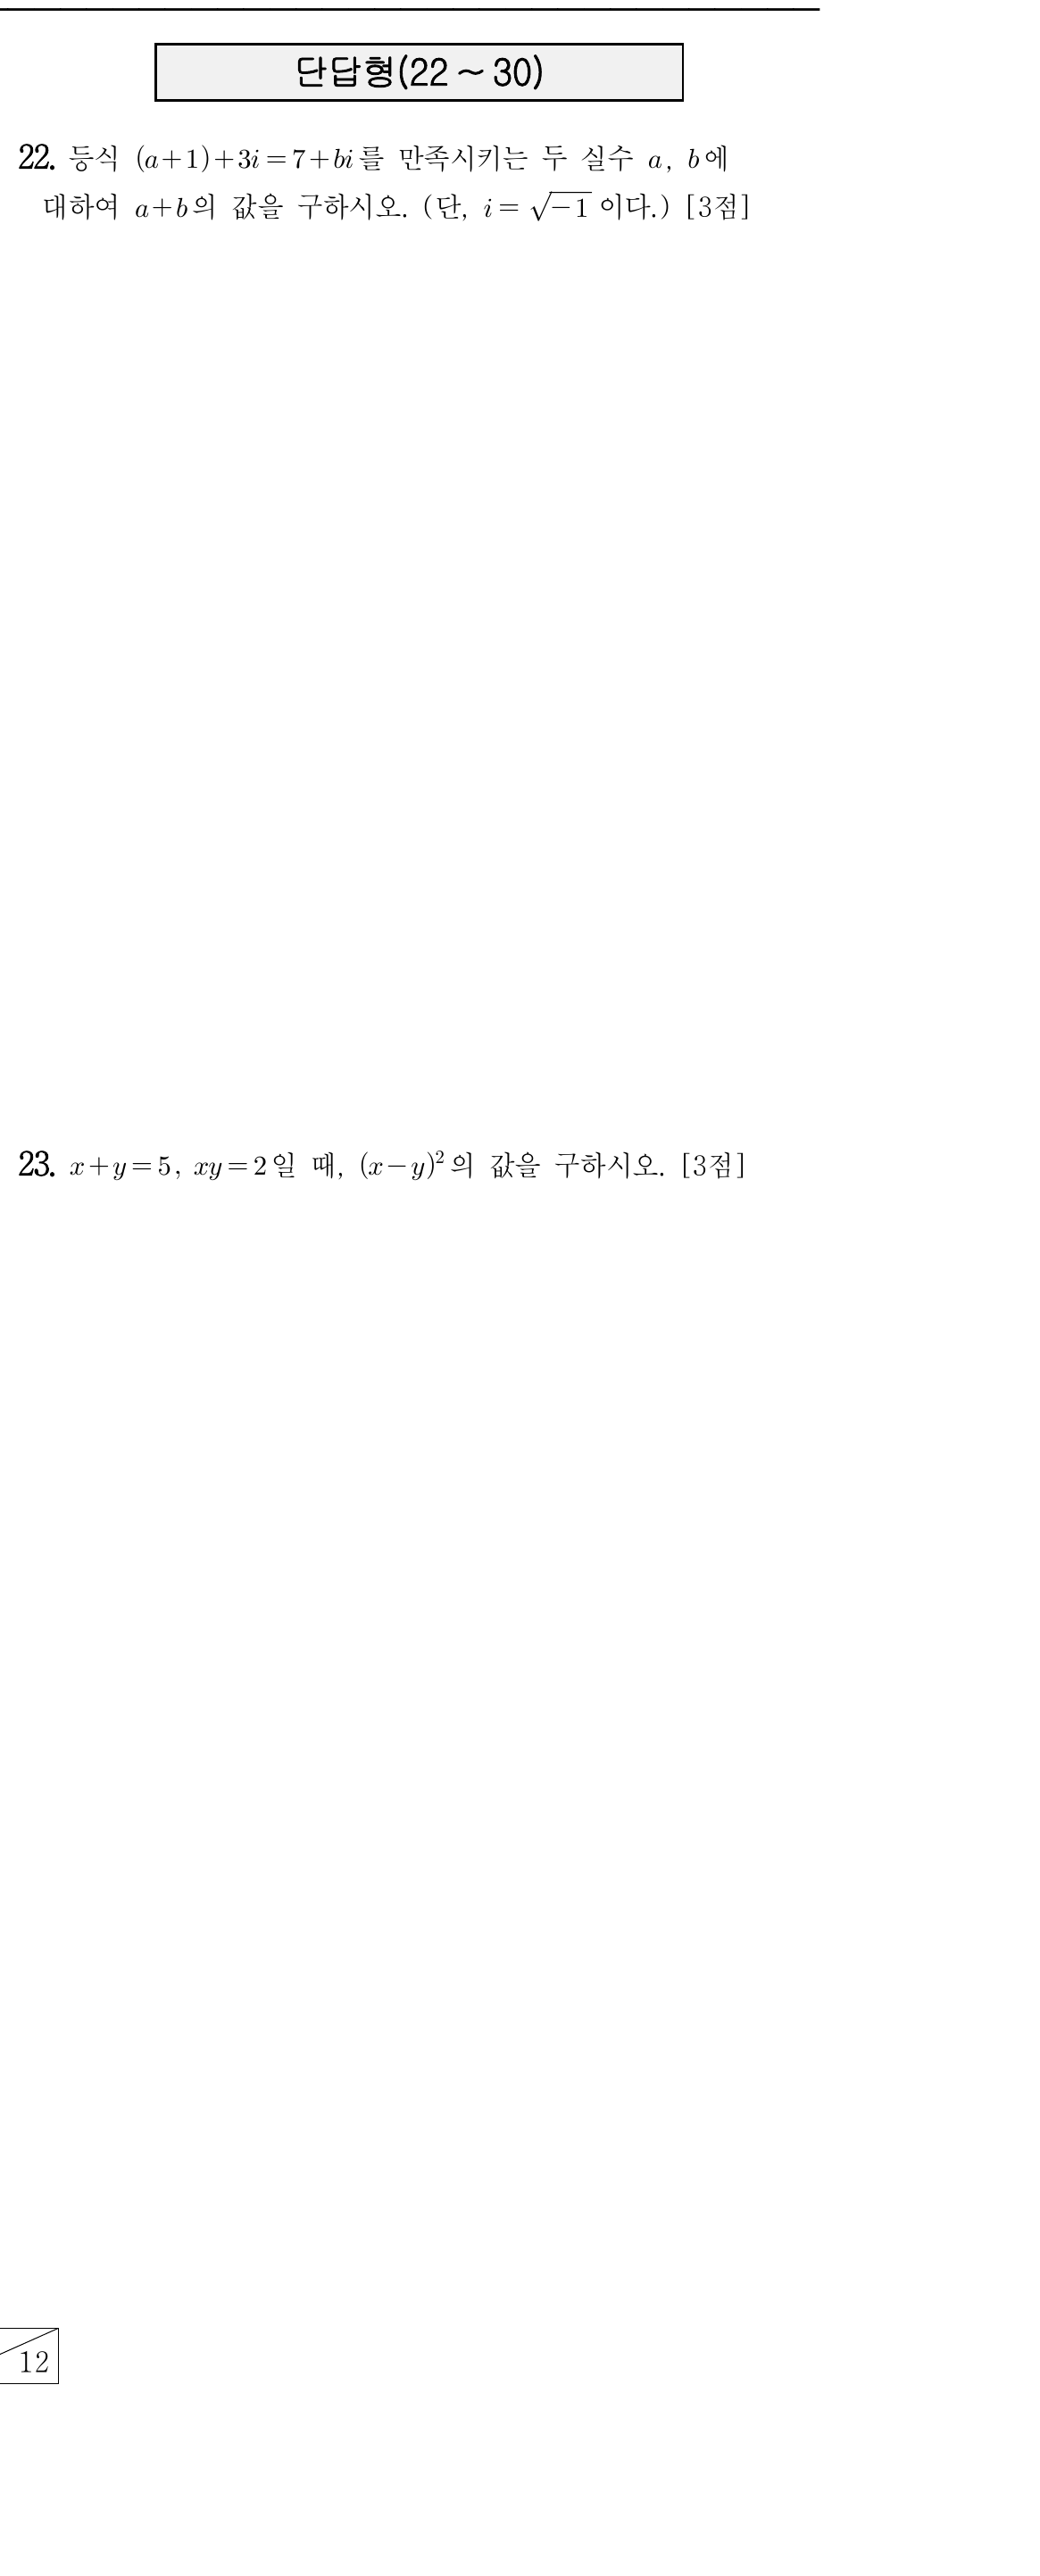 단답형(22 ~ 30)
22. 등식 (a+1)+3i=7+bi를 만족시키는 두 실수 a, b에
대하여 a+b의 값을 구하시오. (단, i=√-1 이다.) [3점]
23. x+y=5, xy=2일 때, (x-y)²의 값을 구하시오. [3점]
12